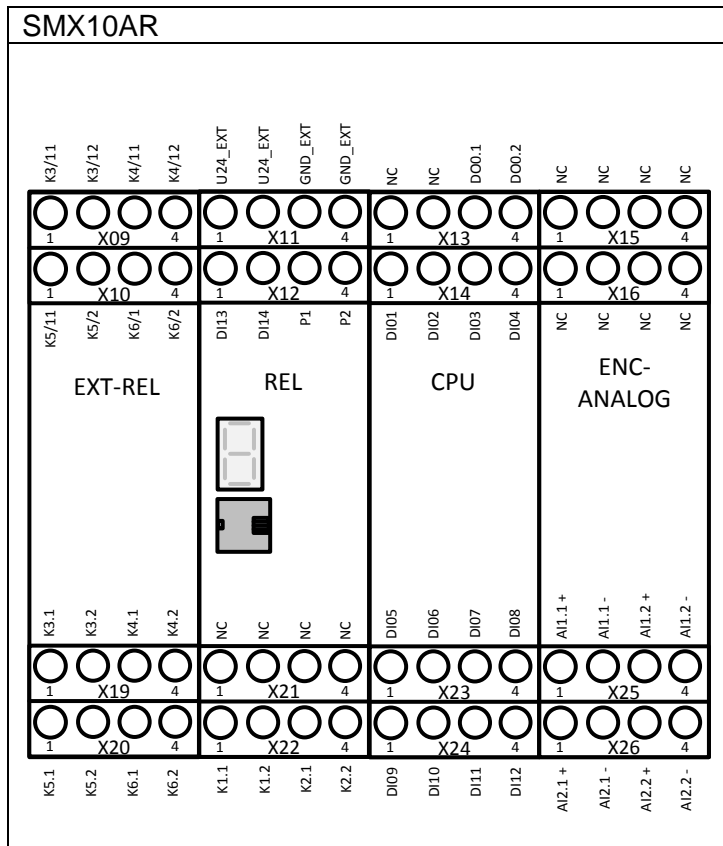 SMX10AR
K3/11 K3/12 K4/11 K4/12 U24_EXT U24_EXT GND_EXT GND_EXT NC NC DO0.1 DO0.2 NC NC NC NC
1 X09 4 1 X11 4 1 X13 4 1 X15 4
1 X10 4 1 X12 4 1 X14 4 1 X16 4
K5/11 K5/2 K6/1 K6/2 DI13 DI14 P1 P2 DI01 DI02 DI03 DI04 NC NC NC NC
EXT-REL REL CPU ENC-
ANALOG
K3.1 K3.2 K4.1 K4.2 NC NC NC NC DI05 DI06 DI07 DI08 AI1.1 + AI1.1 - AI1.2 + AI1.2 -
1 X19 4 1 X21 4 1 X23 4 1 X25 4
1 X20 4 1 X22 4 1 X24 4 1 X26 4
K5.1 K5.2 K6.1 K6.2 K1.1 K1.2 K2.1 K2.2 DI09 DI10 DI11 DI12 AI2.1 + AI2.1 - AI2.2 + AI2.2 -